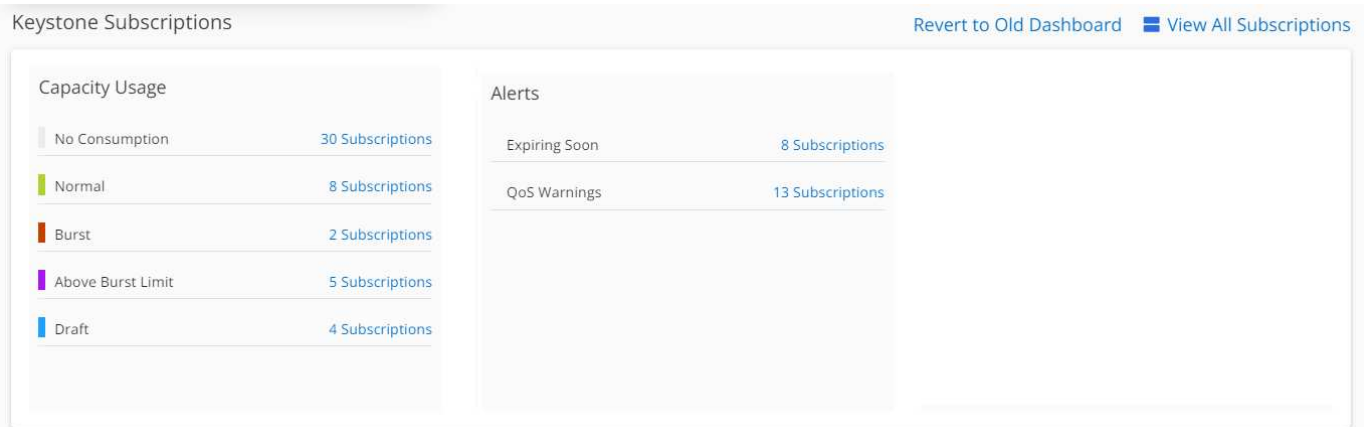 Keystone Subscriptions
Revert to Old Dashboard View All Subscriptions
Capacity Usage
No Consumption 30 Subscriptions
Normal 8 Subscriptions
Burst 2 Subscriptions
Above Burst Limit 5 Subscriptions
Draft 4 Subscriptions
Alerts
Expiring Soon 8 Subscriptions
QoS Warnings 13 Subscriptions